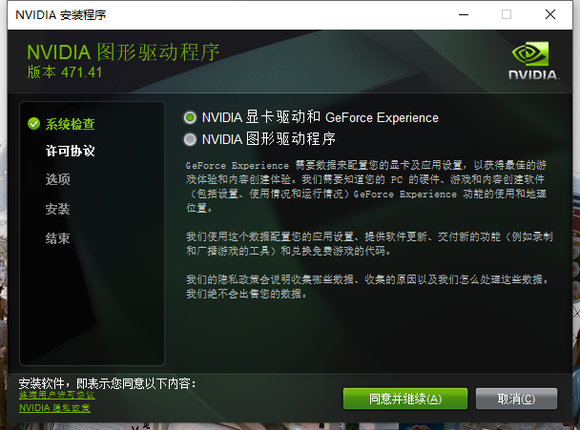 NVIDIA 安装程序
NVIDIA 图形驱动程序
版本 471.41
NVIDIA.
系统检查
许可协议
选项
安装
结束
NVIDIA 显卡驱动和 GeForce Experience
NVIDIA 图形驱动程序
GeForce Experience 需要数据来配置您的显卡及应用设置，以获得最佳的游
戏体验和内容创建体验。我们需要知道您的 PC 的硬件、游戏和内容创建软件
（包括设置、使用情况和运行情况）GeForce Experience 功能的使用和地理
位置。
我们使用这个数据配置您的应用设置、提供软件更新、交付新的功能（例如录制
和广播游戏的工具）和兑换免费游戏的代码。
我们的隐私政策会说明收集哪些数据、收集的原因以及我们怎么处理这些数据。
我们绝不会出售您的数据。
安装软件，即表示您同意以下内容：
终端用户许可协议
NVIDIA 隐私政策
同意并继续(A)
取消(C)